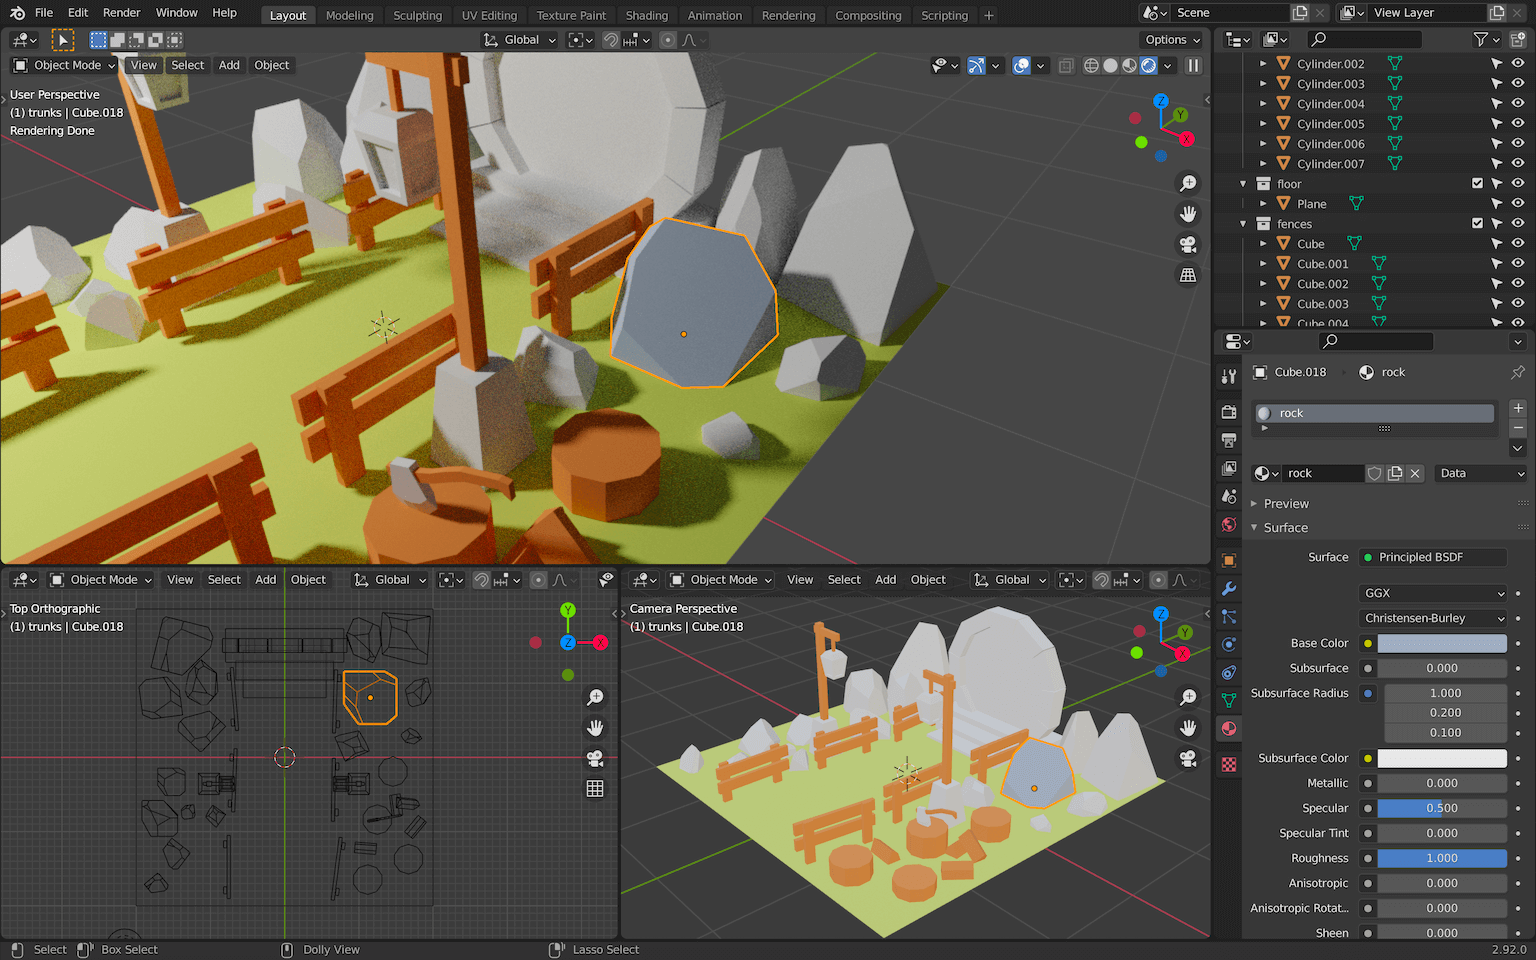 File Edit Render Window Help Layout Modeling Sculpting UV Editing Texture Paint Shading Animation Rendering Compositing Scripting + Scene View Layer
Global Options
Object Mode View Select Add Object
User Perspective
(1) trunks | Cube.018
Rendering Done
Z
Y
X
Cylinder.002
Cylinder.003
Cylinder.004
Cylinder.005
Cylinder.006
Cylinder.007
floor
Plane
fences
Cube
Cube.001
Cube.002
Cube.003
Cube.004
Cube.018 rock
rock
rock Data
Preview
Surface
Surface Principled BSDF
GGX
Christensen-Burley
Base Color
Subsurface 0.000
Subsurface Radius 1.000
0.200
0.100
Subsurface Color
Metallic 0.000
Specular 0.500
Specular Tint 0.000
Roughness 1.000
Anisotropic 0.000
Anisotropic Rotat... 0.000
Sheen 0.000
Object Mode View Select Add Object Global
Top Orthographic
(1) trunks | Cube.018
Y
Z X
Object Mode View Select Add Object Global
Camera Perspective
(1) trunks | Cube.018
Z
Y
X
Select Box Select Dolly View Lasso Select 2.92.0